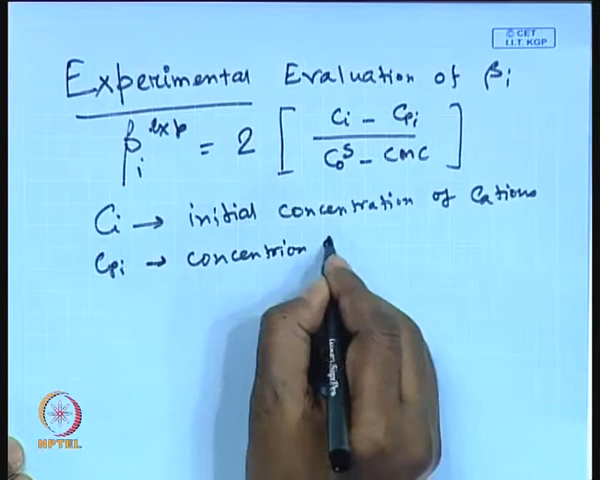 © CET
I.I.T. KGP
Experimental Evaluation of βi
βi^exp = 2 [ (Ci - Cpi) / (Co^S - CMC) ]
Ci → initial concentration of Cations
Cpi → concentrion
NPTEL